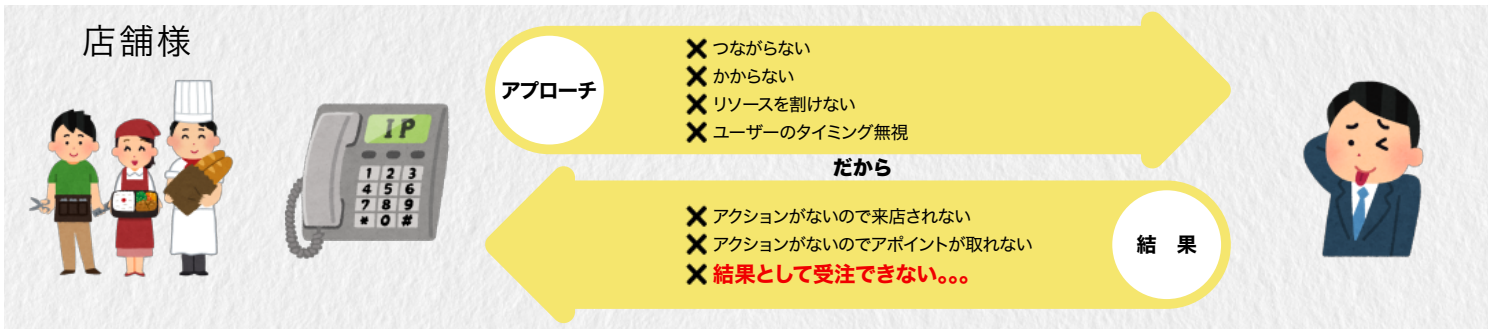 店舗様
IP
1 2 3
4 5 6
7 8 9
* 0 #
アプローチ
✖ つながらない
✖ かからない
✖ リソースを割けない
✖ ユーザーのタイミング無視
だから
✖ アクションがないので来店されない
✖ アクションがないのでアポイントが取れない
✖ 結果として受注できない。。。
結 果